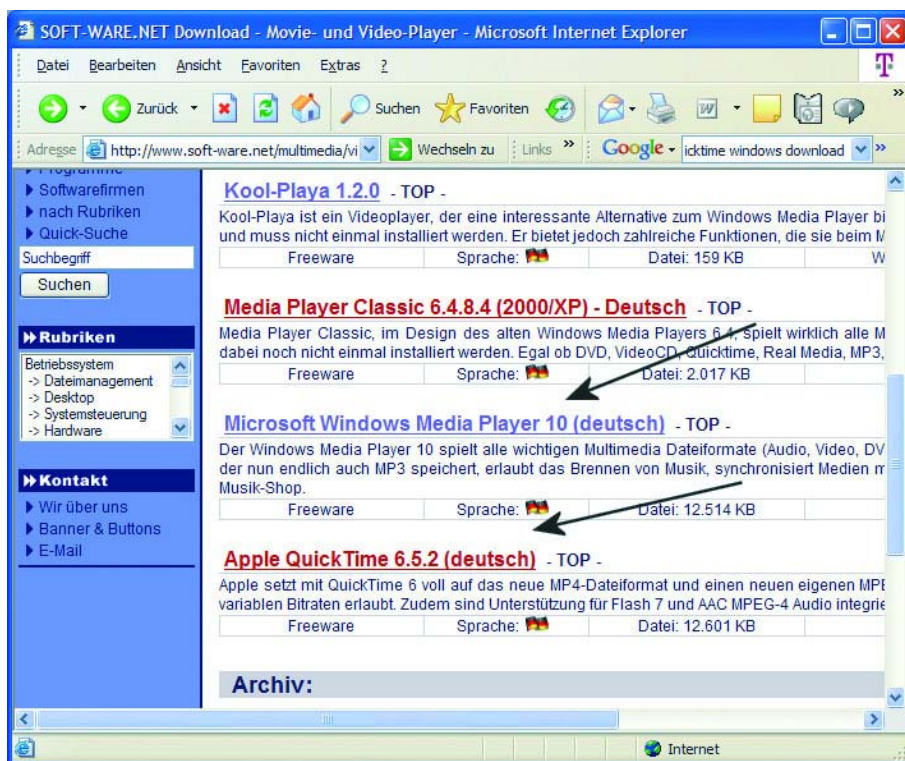 SOFT-WARE.NET Download - Movie- und Video-Player - Microsoft Internet Explorer
Datei Bearbeiten Ansicht Favoriten Extras ?
Zurück Suchen Favoriten
Adresse http://www.soft-ware.net/multimedia/vi Wechseln zu Links » Google icktime windows download »
Programme
Softwarefirmen
nach Rubriken
Quick-Suche
Suchbegriff
Suchen
Rubriken
Betriebssystem
-> Dateimanagement
-> Desktop
-> Systemsteuerung
-> Hardware
Kontakt
Wir über uns
Banner & Buttons
E-Mail
Kool-Playa 1.2.0 - TOP -
Kool-Playa ist ein Videoplayer, der eine interessante Alternative zum Windows Media Player bi
und muss nicht einmal installiert werden. Er bietet jedoch zahlreiche Funktionen, die sie beim M
Freeware Sprache: Datei: 159 KB W
Media Player Classic 6.4.8.4 (2000/XP) - Deutsch - TOP -
Media Player Classic, im Design des alten Windows Media Players 6.4, spielt wirklich alle M
dabei noch nicht einmal installiert werden. Egal ob DVD, VideoCD, Quicktime, Real Media, MP3,
Freeware Sprache: Datei: 2.017 KB
Microsoft Windows Media Player 10 (deutsch) - TOP -
Der Windows Media Player 10 spielt alle wichtigen Multimedia Dateiformate (Audio, Video, DV
der nun endlich auch MP3 speichert, erlaubt das Brennen von Musik, synchronisiert Medien m
Musik-Shop.
Freeware Sprache: Datei: 12.514 KB
Apple QuickTime 6.5.2 (deutsch) - TOP -
Apple setzt mit QuickTime 6 voll auf das neue MP4-Dateiformat und einen neuen eigenen MPE
variablen Bitraten erlaubt. Zudem sind Unterstützung für Flash 7 und AAC MPEG-4 Audio integrie
Freeware Sprache: Datei: 12.601 KB
Archiv:
Internet